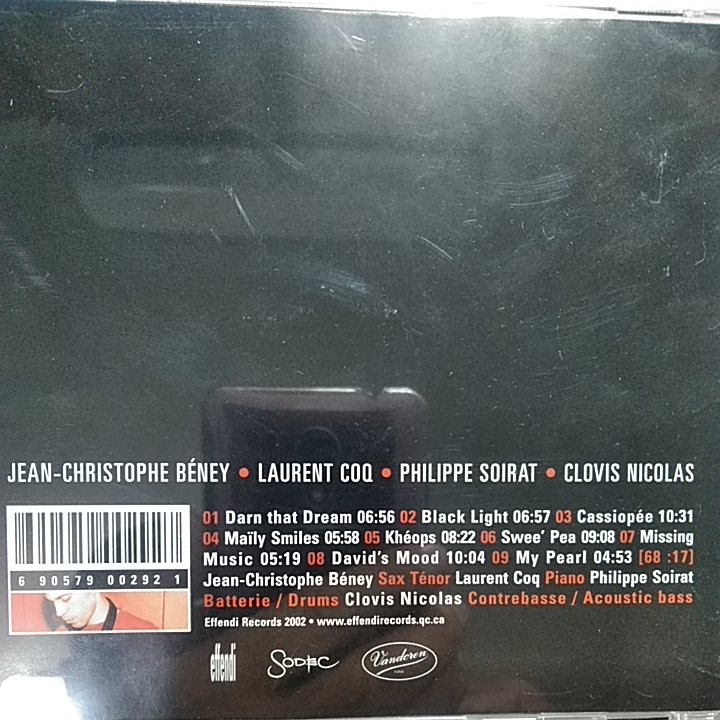 JEAN-CHRISTOPHE BÉNEY • LAURENT COQ • PHILIPPE SOIRAT • CLOVIS NICOLAS
01 Darn that Dream 06:56 02 Black Light 06:57 03 Cassiopée 10:31
04 Maïly Smiles 05:58 05 Khéops 08:22 06 Swee' Pea 09:08 07 Missing
Music 05:19 08 David's Mood 10:04 09 My Pearl 04:53 [68 :17]
Jean-Christophe Béney Sax Ténor Laurent Coq Piano Philippe Soirat
Batterie / Drums Clovis Nicolas Contrebasse / Acoustic bass
Effendi Records 2002 • www.effendirecords.qc.ca
6 90579 00292 1
effendi SODEC Vandoren
PARIS